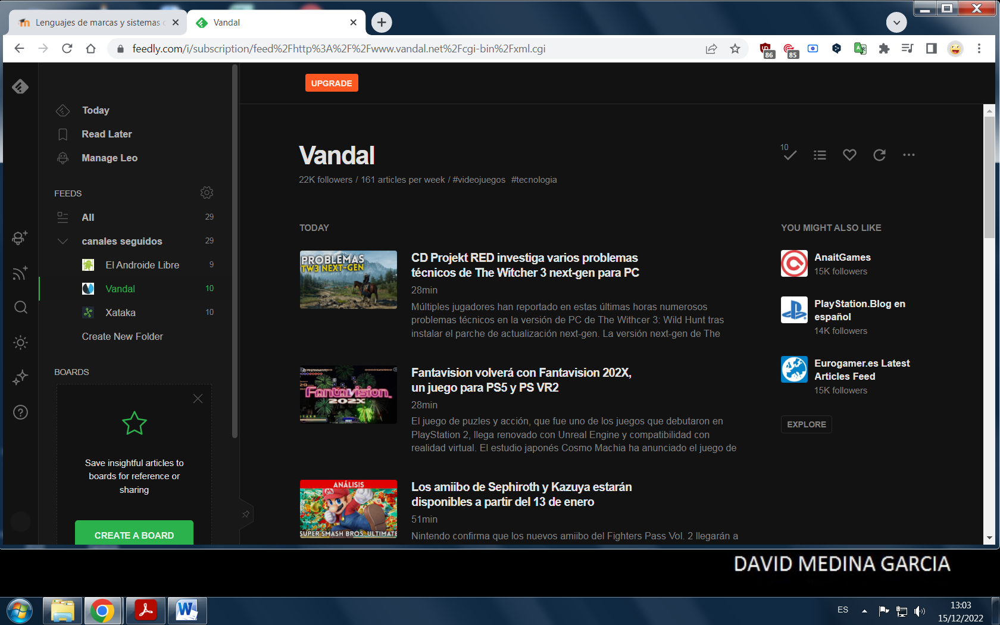 Lenguajes de marcas y sistemas
Vandal
feedly.com/i/subscription/feed%2Fhttp%3A%2F%2Fwww.vandal.net%2Fcgi-bin%2Fxml.cgi
86
85
UPGRADE
Today
Read Later
Manage Leo
FEEDS
All 29
canales seguidos 29
El Androide Libre 9
Vandal 10
Xataka 10
Create New Folder
BOARDS
Save insightful articles to
boards for reference or
sharing
CREATE A BOARD
Vandal
10
22K followers / 161 articles per week / #videojuegos #tecnologia
TODAY
PROBLEMAS
TW3 NEXT-GEN
CD Projekt RED investiga varios problemas
técnicos de The Witcher 3 next-gen para PC
28min
Múltiples jugadores han reportado en estas últimas horas numerosos
problemas técnicos en la versión de PC de The Withcer 3: Wild Hunt tras
instalar el parche de actualización next-gen. La versión next-gen de The
Fantavision
202X
Fantavision volverá con Fantavision 202X,
un juego para PS5 y PS VR2
28min
El juego de puzles y acción, que fue uno de los juegos que debutaron en
PlayStation 2, llega renovado con Unreal Engine y compatibilidad con
realidad virtual. El estudio japonés Cosmo Machia ha anunciado el juego de
ANÁLISIS
SUPER SMASH BROS. ULTIMATE
Los amiibo de Sephiroth y Kazuya estarán
disponibles a partir del 13 de enero
51min
Nintendo confirma que los nuevos amiibo del Fighters Pass Vol. 2 llegarán a
YOU MIGHT ALSO LIKE
AnaitGames
15K followers
PlayStation.Blog en
español
14K followers
Eurogamer.es Latest
Articles Feed
15K followers
EXPLORE
DAVID MEDINA GARCIA
ES
13:03
15/12/2022